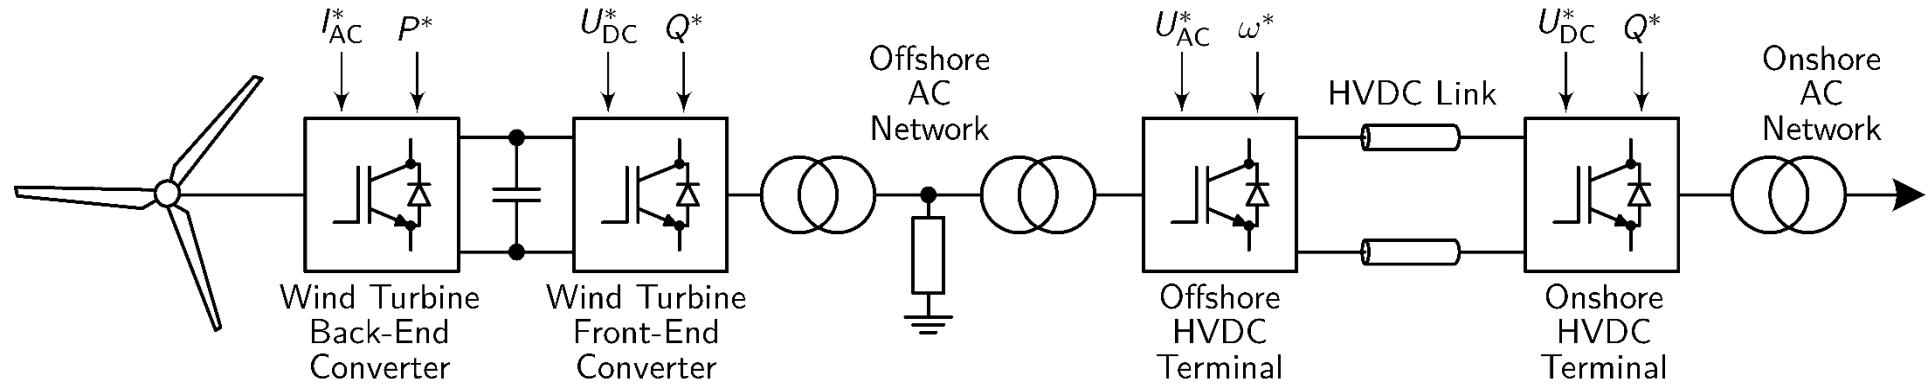 I*AC P*
U*DC Q*
Offshore
AC
Network
U*AC ω*
HVDC Link
U*DC Q*
Onshore
AC
Network
Wind Turbine
Back-End
Converter
Wind Turbine
Front-End
Converter
Offshore
HVDC
Terminal
Onshore
HVDC
Terminal